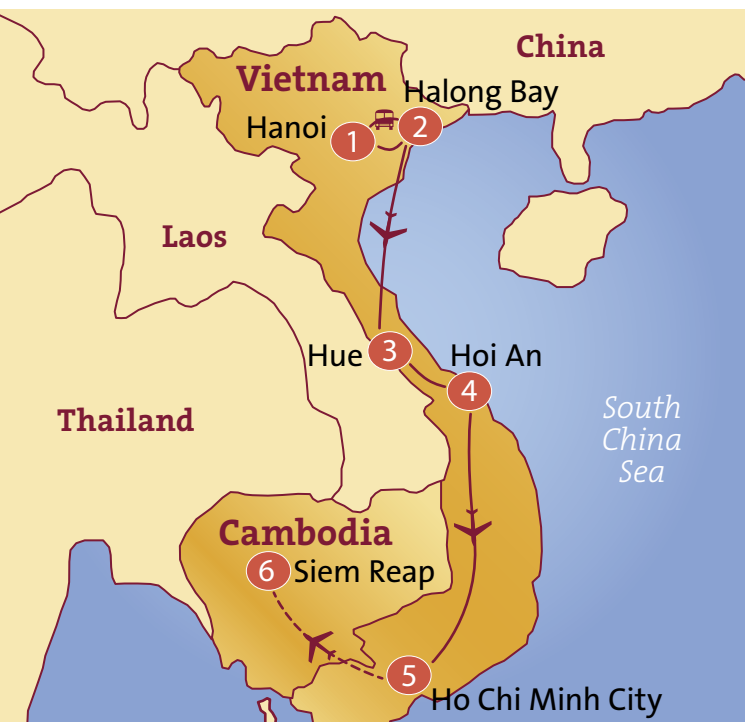 China
Vietnam
Halong Bay
Hanoi
1
2
Laos
Hue
3
Hoi An
4
Thailand
South
China
Sea
Cambodia
6
Siem Reap
5
Ho Chi Minh City